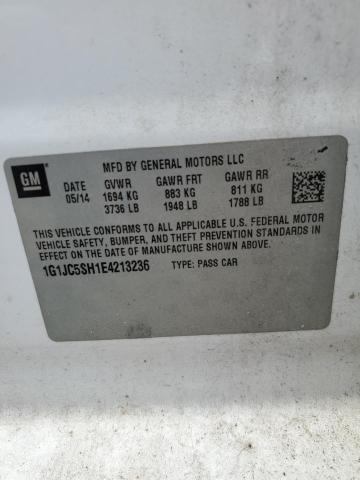 GM
MFD BY GENERAL MOTORS LLC
DATE GVWR GAWR FRT GAWR RR
05/14 1694 KG 883 KG 811 KG
3736 LB 1948 LB 1788 LB
THIS VEHICLE CONFORMS TO ALL APPLICABLE U.S. FEDERAL MOTOR
VEHICLE SAFETY, BUMPER, AND THEFT PREVENTION STANDARDS IN
EFFECT ON THE DATE OF MANUFACTURE SHOWN ABOVE.
1G1JC5SH1E4213236 TYPE: PASS CAR